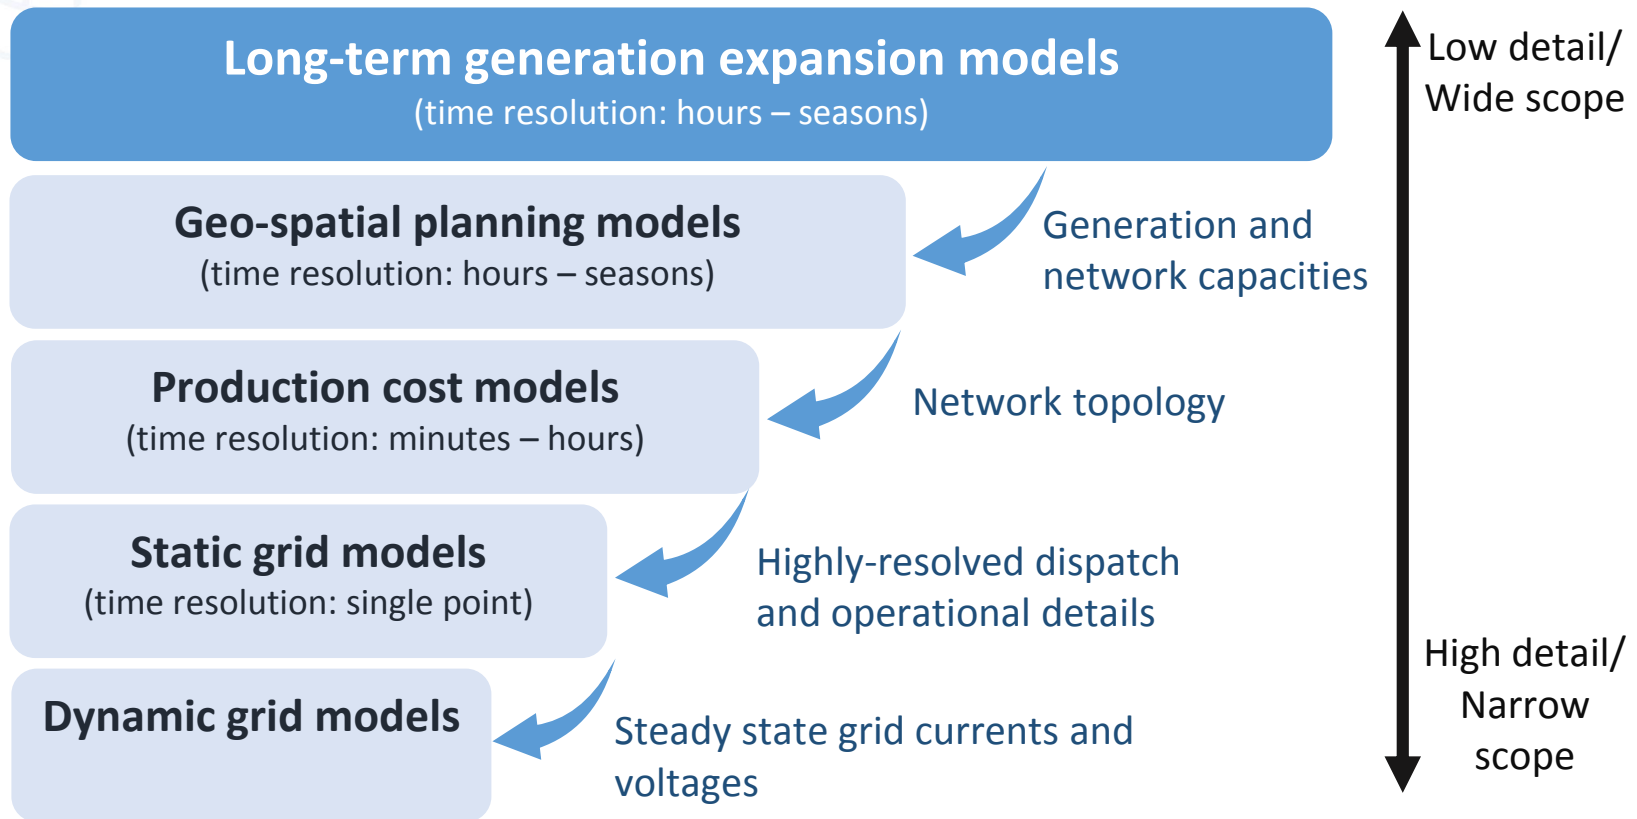 Long-term generation expansion models
(time resolution: hours – seasons)
Low detail/
Wide scope
Geo-spatial planning models
(time resolution: hours – seasons)
Generation and
network capacities
Production cost models
(time resolution: minutes – hours)
Network topology
Static grid models
(time resolution: single point)
Highly-resolved dispatch
and operational details
High detail/
Narrow
scope
Dynamic grid models
Steady state grid currents and
voltages